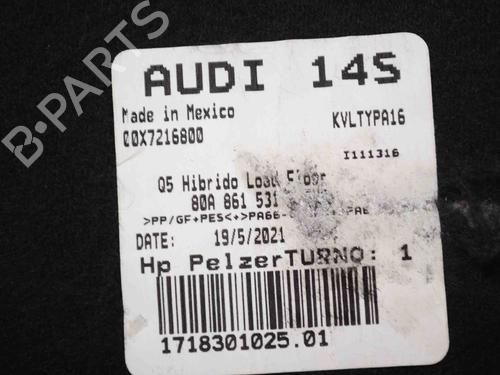 AUDI 14S
Made in Mexico
00X7216800
KVLTYPA16
I111316
Q5 Hibrido Load Floor
80A 861 531
>PP/GF+PES<+>PA66-
DATE: 19/5/2021
Hp PelzerTURNO: 1
1718301025.01
B-PARTS